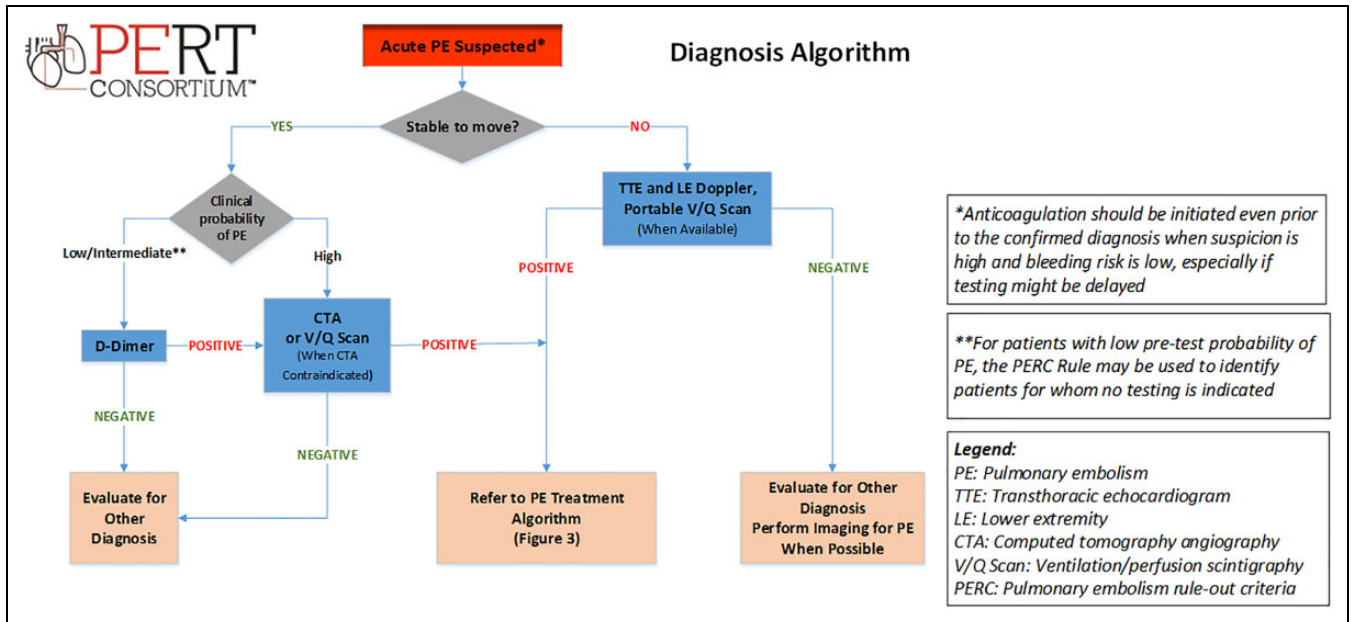 PERT
CONSORTIUM™
Acute PE Suspected*
Diagnosis Algorithm
YES
Stable to move?
NO
Clinical
probability
of PE
TTE and LE Doppler,
Portable V/Q Scan
(When Available)
Low/Intermediate**
High
POSITIVE
NEGATIVE
D-Dimer
POSITIVE
CTA
or V/Q Scan
(When CTA
Contraindicated)
POSITIVE
NEGATIVE
NEGATIVE
Evaluate for
Other
Diagnosis
Refer to PE Treatment
Algorithm
(Figure 3)
Evaluate for Other
Diagnosis
Perform Imaging for PE
When Possible
*Anticoagulation should be initiated even prior
to the confirmed diagnosis when suspicion is
high and bleeding risk is low, especially if
testing might be delayed
**For patients with low pre-test probability of
PE, the PERC Rule may be used to identify
patients for whom no testing is indicated
Legend:
PE: Pulmonary embolism
TTE: Transthoracic echocardiogram
LE: Lower extremity
CTA: Computed tomography angiography
V/Q Scan: Ventilation/perfusion scintigraphy
PERC: Pulmonary embolism rule-out criteria